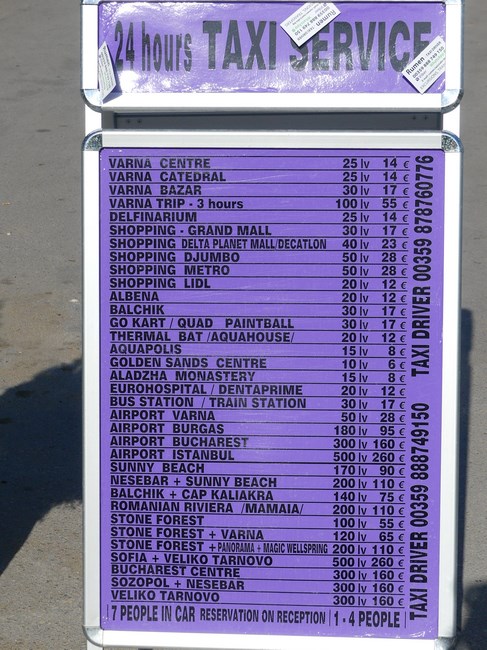 24 hours TAXI SERVICE
Rumen
VARNA CENTRE 25 lv 14 €
VARNA CATEDRAL 25 lv 14 €
VARNA BAZAR 30 lv 17 €
VARNA TRIP - 3 hours 100 lv 55 €
DELFINARIUM 25 lv 14 €
SHOPPING - GRAND MALL 30 lv 17 €
SHOPPING DELTA PLANET MALL/DECATLON 40 lv 23 €
SHOPPING DJUMBO 50 lv 28 €
SHOPPING METRO 50 lv 28 €
SHOPPING LIDL 20 lv 12 €
ALBENA 20 lv 12 €
BALCHIK 30 lv 17 €
GO KART / QUAD PAINTBALL 30 lv 17 €
THERMAL BAT /AQUAHOUSE/ 20 lv 12 €
AQUAPOLIS 15 lv 8 €
GOLDEN SANDS CENTRE 10 lv 6 €
ALADZHA MONASTERY 15 lv 8 €
EUROHOSPITAL / DENTAPRIME 20 lv 12 €
BUS STATION / TRAIN STATION 30 lv 17 €
AIRPORT VARNA 50 lv 28 €
AIRPORT BURGAS 180 lv 95 €
AIRPORT BUCHAREST 300 lv 160 €
AIRPORT ISTANBUL 500 lv 260 €
SUNNY BEACH 170 lv 90 €
NESEBAR + SUNNY BEACH 200 lv 110 €
BALCHIK + CAP KALIAKRA 140 lv 75 €
ROMANIAN RIVIERA /MAMAIA/ 200 lv 110 €
STONE FOREST 100 lv 55 €
STONE FOREST + VARNA 120 lv 65 €
STONE FOREST + PANORAMA + MAGIC WELLSPRING 200 lv 110 €
SOFIA + VELIKO TARNOVO 500 lv 260 €
BUCHAREST CENTRE 300 lv 160 €
SOZOPOL + NESEBAR 300 lv 160 €
VELIKO TARNOVO 300 lv 160 €
7 PEOPLE IN CAR RESERVATION ON RECEPTION 1 - 4 PEOPLE
TAXI DRIVER 00359 878760776
TAXI DRIVER 00359 888749150